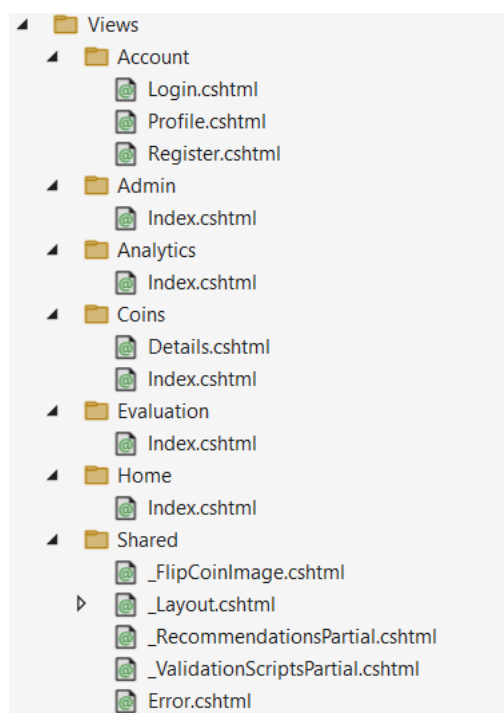 Views
Account
Login.cshtml
Profile.cshtml
Register.cshtml
Admin
Index.cshtml
Analytics
Index.cshtml
Coins
Details.cshtml
Index.cshtml
Evaluation
Index.cshtml
Home
Index.cshtml
Shared
_FlipCoinImage.cshtml
_Layout.cshtml
_RecommendationsPartial.cshtml
_ValidationScriptsPartial.cshtml
Error.cshtml